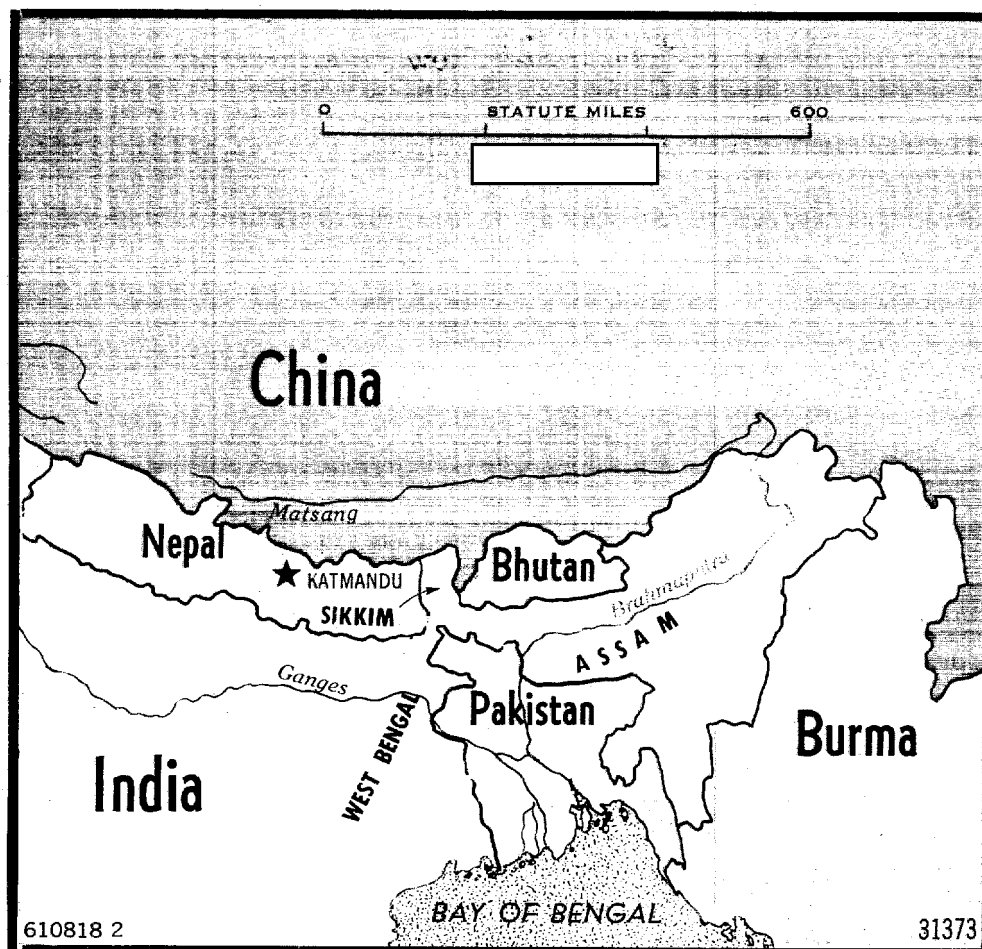 0 STATUTE MILES 600
China
Matsang
Nepal
Bhutan
KATMANDU
SIKKIM
Brahmaputra
ASSAM
Ganges
Pakistan
WEST BENGAL
Burma
India
BAY OF BENGAL
610818 2
31373